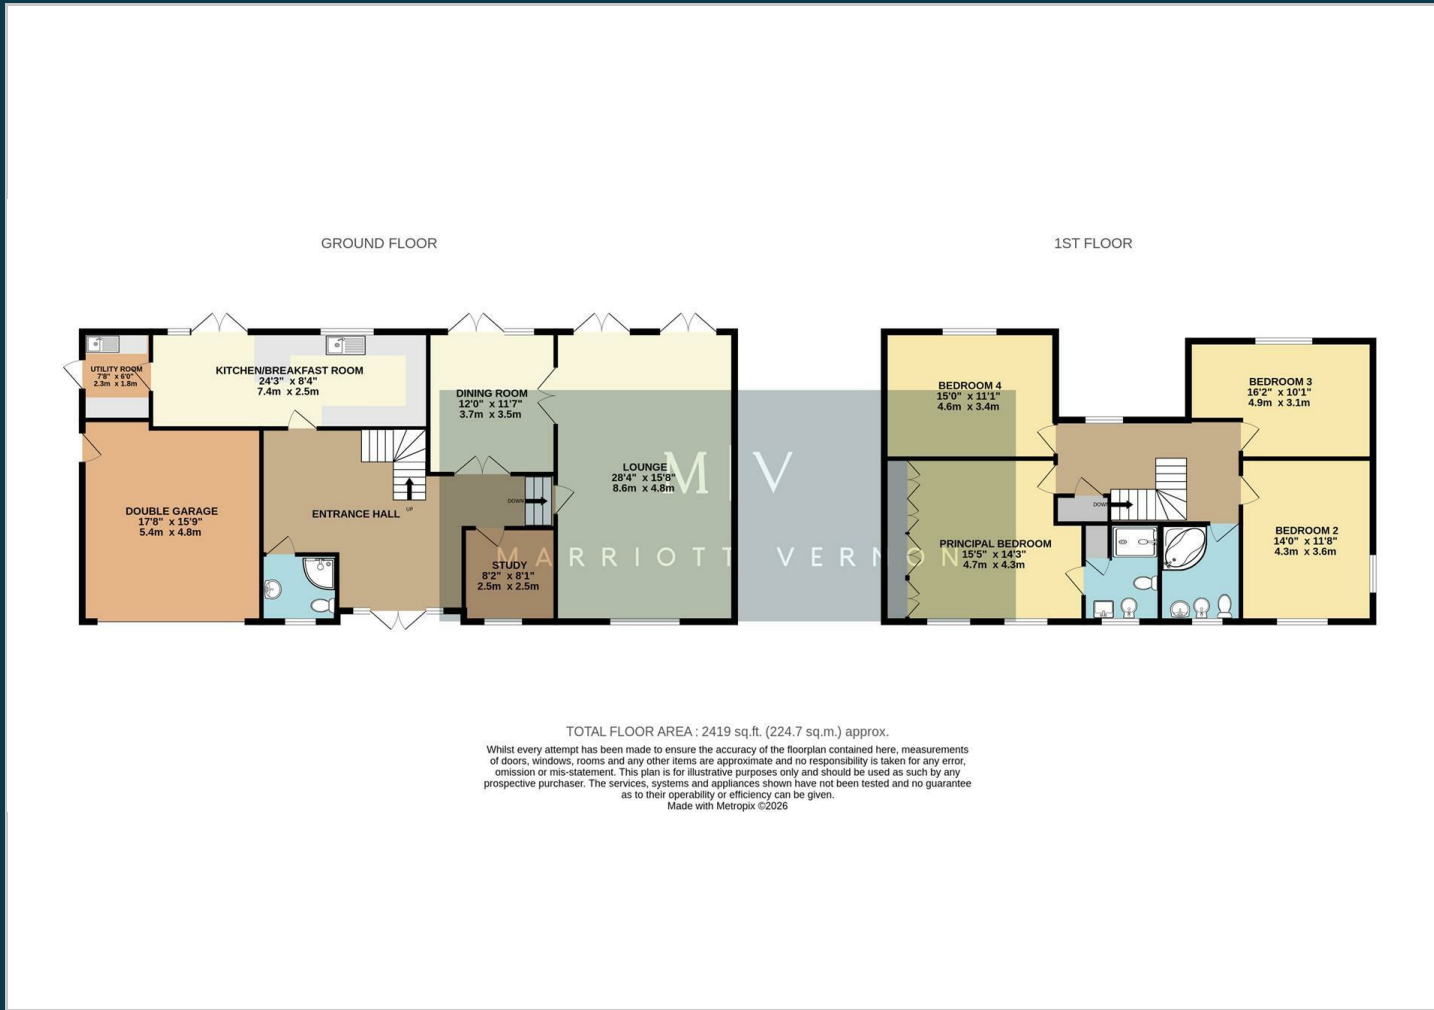 GROUND FLOOR
1ST FLOOR
UTILITY ROOM
7'8" x 6'0"
2.3m x 1.8m
KITCHEN/BREAKFAST ROOM
24'3" x 8'4"
7.4m x 2.5m
DINING ROOM
12'0" x 11'7"
3.7m x 3.5m
LOUNGE
28'4" x 15'8"
8.6m x 4.8m
DOUBLE GARAGE
17'8" x 15'9"
5.4m x 4.8m
ENTRANCE HALL
UP
DOWN
STUDY
8'2" x 8'1"
2.5m x 2.5m
BEDROOM 4
15'0" x 11'1"
4.6m x 3.4m
BEDROOM 3
16'2" x 10'1"
4.9m x 3.1m
DOWN
PRINCIPAL BEDROOM
15'5" x 14'3"
4.7m x 4.3m
BEDROOM 2
14'0" x 11'8"
4.3m x 3.6m
M V
MARRIOTT VERNON
TOTAL FLOOR AREA : 2419 sq.ft. (224.7 sq.m.) approx.
Whilst every attempt has been made to ensure the accuracy of the floorplan contained here, measurements
of doors, windows, rooms and any other items are approximate and no responsibility is taken for any error,
omission or mis-statement. This plan is for illustrative purposes only and should be used as such by any
prospective purchaser. The services, systems and appliances shown have not been tested and no guarantee
as to their operability or efficiency can be given.
Made with Metropix ©2026